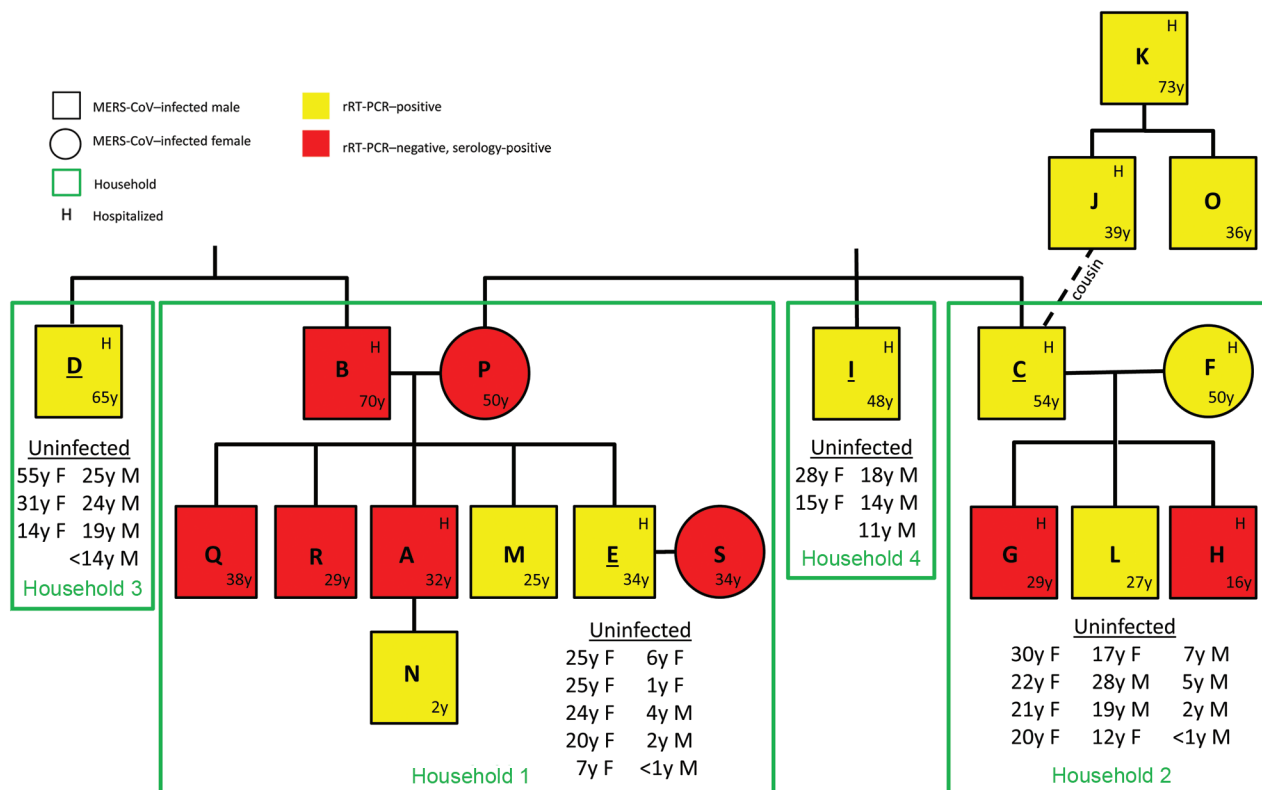 MERS-CoV–infected male
MERS-CoV–infected female
Household
H Hospitalized
rRT-PCR–positive
rRT-PCR–negative, serology-positive
H
K
73y
H
J
39y
O
36y
cousin
H
D
65y
Uninfected
55y F 25y M
31y F 24y M
14y F 19y M
<14y M
Household 3
H
B
70y
P
50y
Q
38y
R
29y
H
A
32y
M
25y
H
E
34y
S
34y
N
2y
Uninfected
25y F 6y F
25y F 1y F
24y F 4y M
20y F 2y M
7y F <1y M
Household 1
H
I
48y
Uninfected
28y F 18y M
15y F 14y M
11y M
Household 4
H
C
54y
H
F
50y
H
G
29y
L
27y
H
H
16y
Uninfected
30y F 17y F 7y M
22y F 28y M 5y M
21y F 19y M 2y M
20y F 12y F <1y M
Household 2